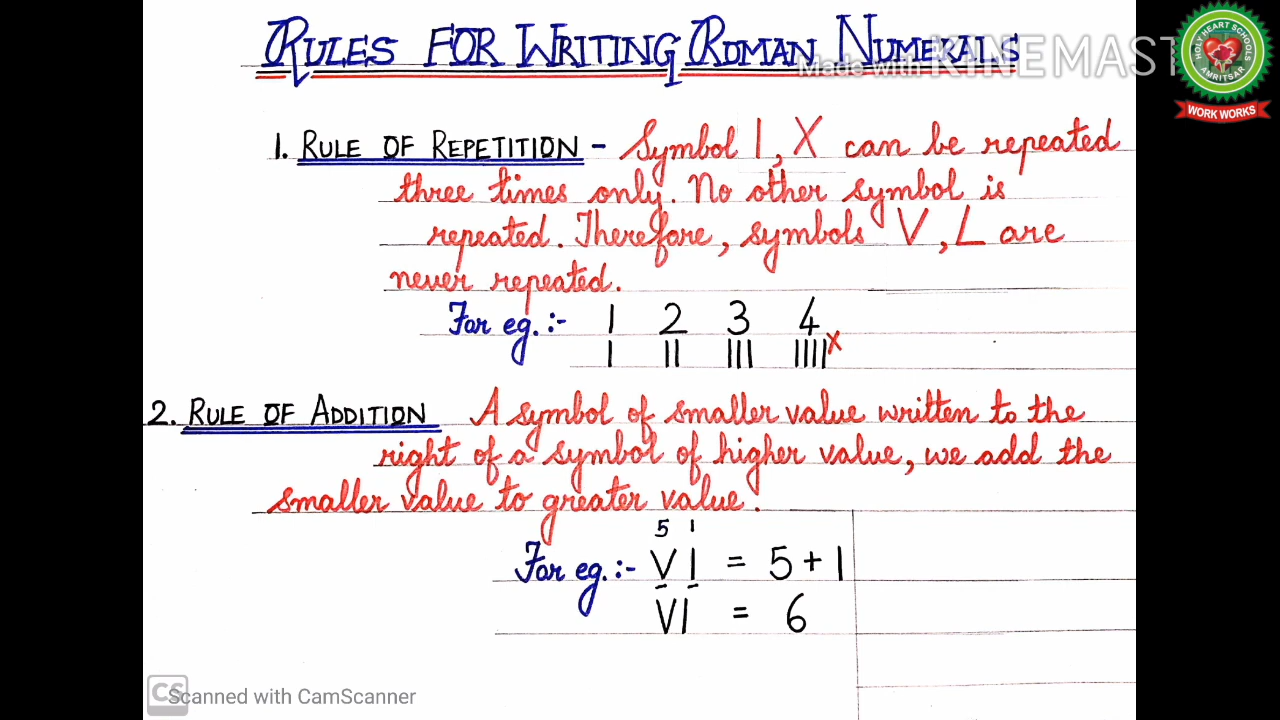 RULES FOR WRITING ROMAN NUMERALS
Made with KINEMAST
HOLY HEART SCHOOLS
AMRITSAR
WORK WORKS
1. RULE OF REPETITION - Symbol I, X can be repeated
three times only. No other symbol is
repeated. Therefore, symbols V, L are
never repeated.
For eg. :- 1 2 3 4
I II III IIII X
2. RULE OF ADDITION A symbol of smaller value written to the
right of a symbol of higher value, we add the
smaller value to greater value.
5 1
For eg. :- VI = 5 + 1
VI = 6
CS Scanned with CamScanner